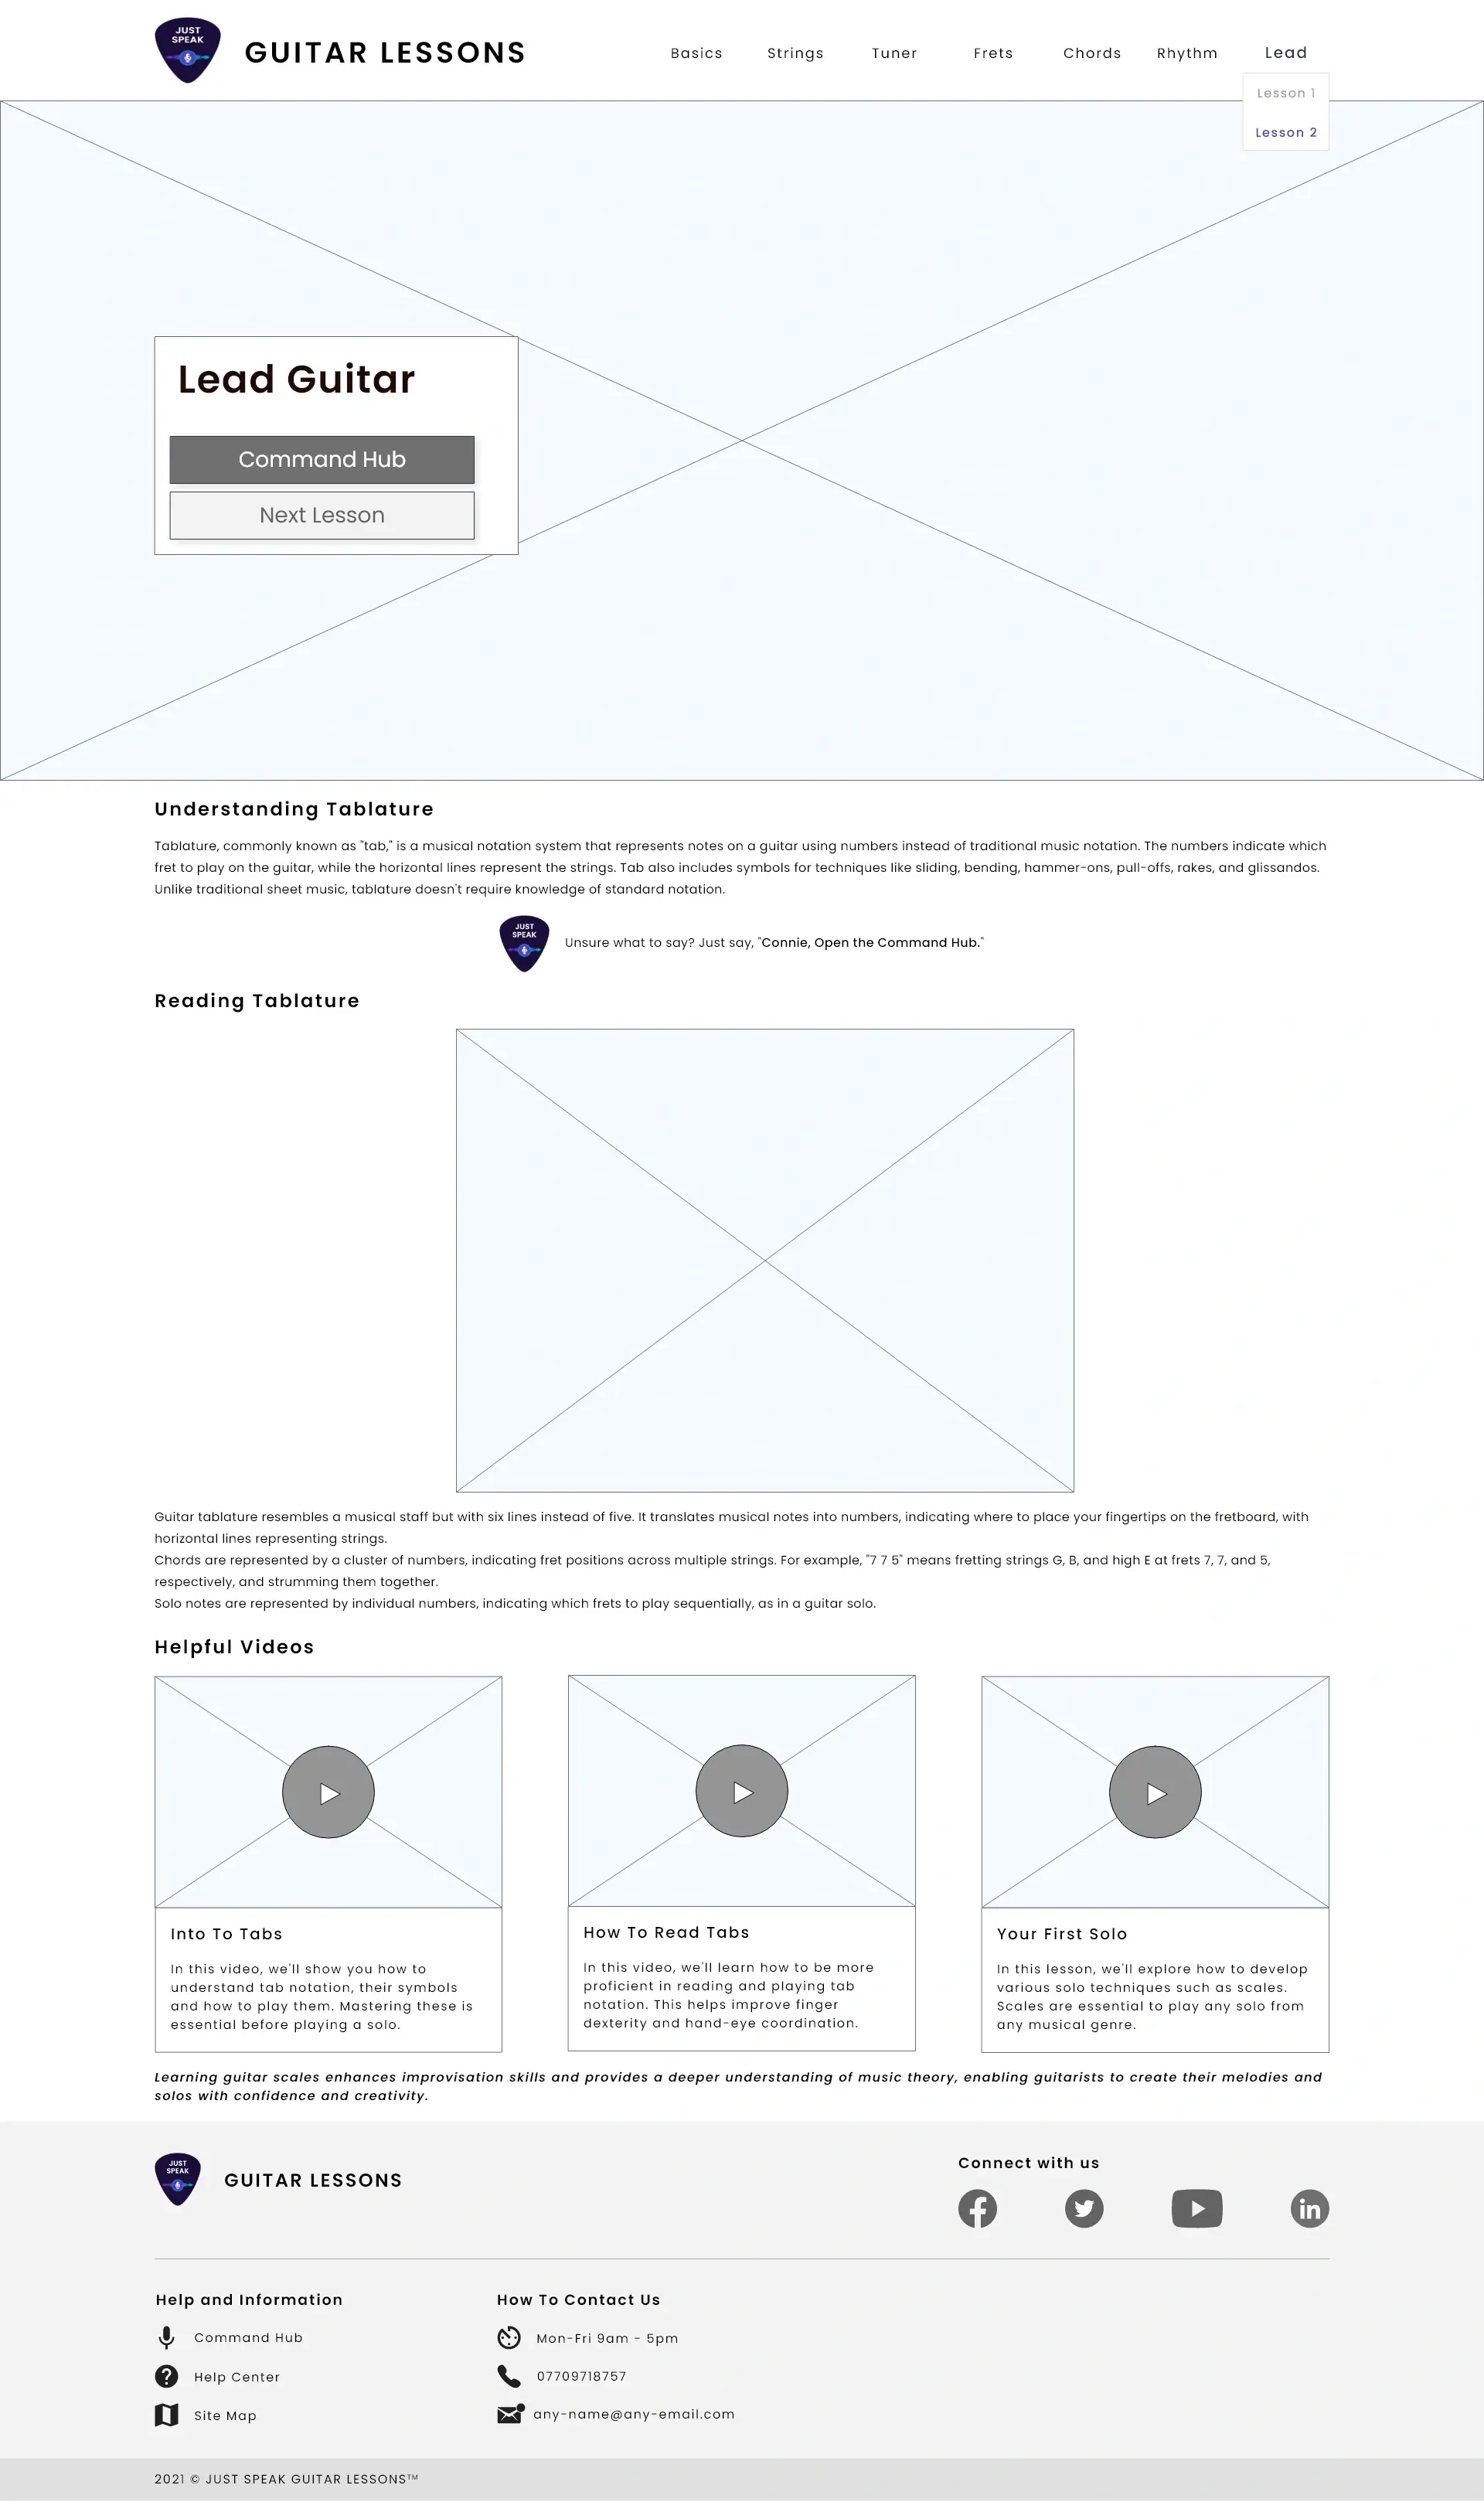 JUST
SPEAK
GUITAR LESSONS
Basics
Strings
Tuner
Frets
Chords
Rhythm
Lead
Lesson 1
Lesson 2
Lead Guitar
Command Hub
Next Lesson
Understanding Tablature
Tablature, commonly known as "tab," is a musical notation system that represents notes on a guitar using numbers instead of traditional music notation. The numbers indicate which
fret to play on the guitar, while the horizontal lines represent the strings. Tab also includes symbols for techniques like sliding, bending, hammer-ons, pull-offs, rakes, and glissandos.
Unlike traditional sheet music, tablature doesn't require knowledge of standard notation.
JUST
SPEAK
Unsure what to say? Just say, "Connie, Open the Command Hub."
Reading Tablature
Guitar tablature resembles a musical staff but with six lines instead of five. It translates musical notes into numbers, indicating where to place your fingertips on the fretboard, with
horizontal lines representing strings.
Chords are represented by a cluster of numbers, indicating fret positions across multiple strings. For example, "7 7 5" means fretting strings G, B, and high E at frets 7, 7, and 5,
respectively, and strumming them together.
Solo notes are represented by individual numbers, indicating which frets to play sequentially, as in a guitar solo.
Helpful Videos
Into To Tabs
In this video, we'll show you how to
understand tab notation, their symbols
and how to play them. Mastering these is
essential before playing a solo.
How To Read Tabs
In this video, we'll learn how to be more
proficient in reading and playing tab
notation. This helps improve finger
dexterity and hand-eye coordination.
Your First Solo
In this lesson, we'll explore how to develop
various solo techniques such as scales.
Scales are essential to play any solo from
any musical genre.
Learning guitar scales enhances improvisation skills and provides a deeper understanding of music theory, enabling guitarists to create their melodies and
solos with confidence and creativity.
JUST
SPEAK
GUITAR LESSONS
Connect with us
Help and Information
Command Hub
Help Center
Site Map
How To Contact Us
Mon-Fri 9am - 5pm
07709718757
any-name@any-email.com
2021 © JUST SPEAK GUITAR LESSONS™